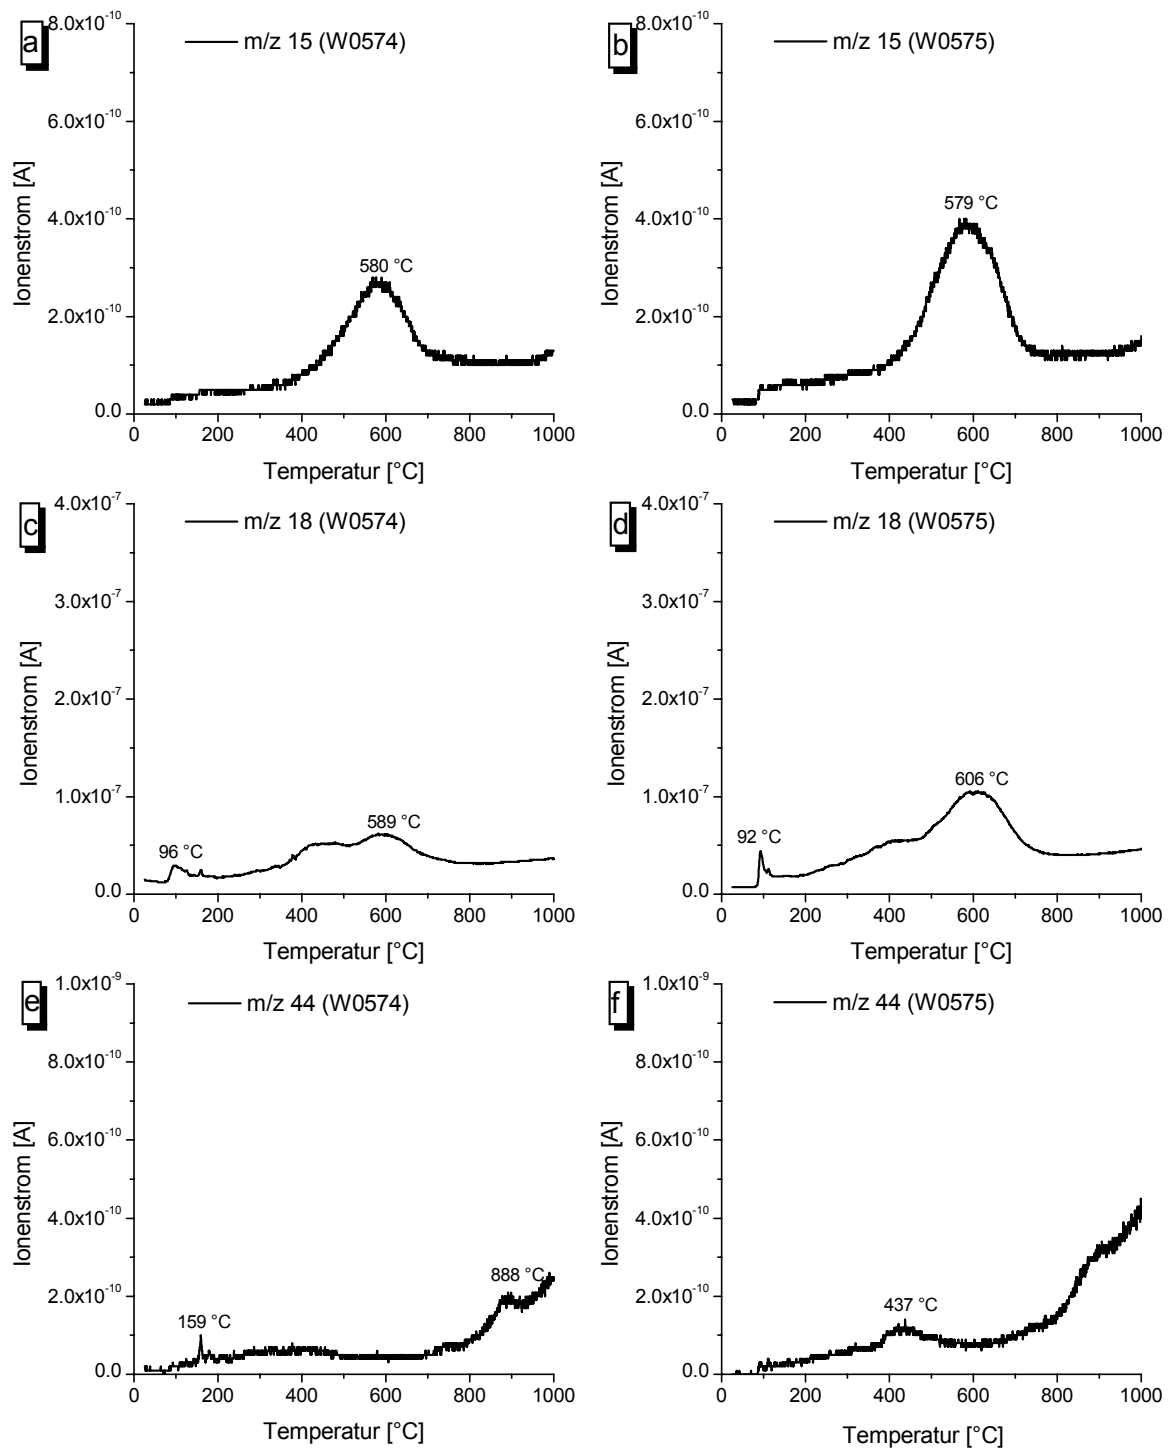 a
m/z 15 (W0574)
8.0x10⁻¹⁰
6.0x10⁻¹⁰
4.0x10⁻¹⁰
2.0x10⁻¹⁰
0.0
Ionenstrom [A]
580 °C
0 200 400 600 800 1000
Temperatur [°C]
b
m/z 15 (W0575)
8.0x10⁻¹⁰
6.0x10⁻¹⁰
4.0x10⁻¹⁰
2.0x10⁻¹⁰
0.0
Ionenstrom [A]
579 °C
0 200 400 600 800 1000
Temperatur [°C]
c
m/z 18 (W0574)
4.0x10⁻⁷
3.0x10⁻⁷
2.0x10⁻⁷
1.0x10⁻⁷
0.0
Ionenstrom [A]
96 °C
589 °C
0 200 400 600 800 1000
Temperatur [°C]
d
m/z 18 (W0575)
4.0x10⁻⁷
3.0x10⁻⁷
2.0x10⁻⁷
1.0x10⁻⁷
0.0
Ionenstrom [A]
92 °C
606 °C
0 200 400 600 800 1000
Temperatur [°C]
e
m/z 44 (W0574)
1.0x10⁻⁹
8.0x10⁻¹⁰
6.0x10⁻¹⁰
4.0x10⁻¹⁰
2.0x10⁻¹⁰
0.0
Ionenstrom [A]
159 °C
888 °C
0 200 400 600 800 1000
Temperatur [°C]
f
m/z 44 (W0575)
1.0x10⁻⁹
8.0x10⁻¹⁰
6.0x10⁻¹⁰
4.0x10⁻¹⁰
2.0x10⁻¹⁰
0.0
Ionenstrom [A]
437 °C
0 200 400 600 800 1000
Temperatur [°C]